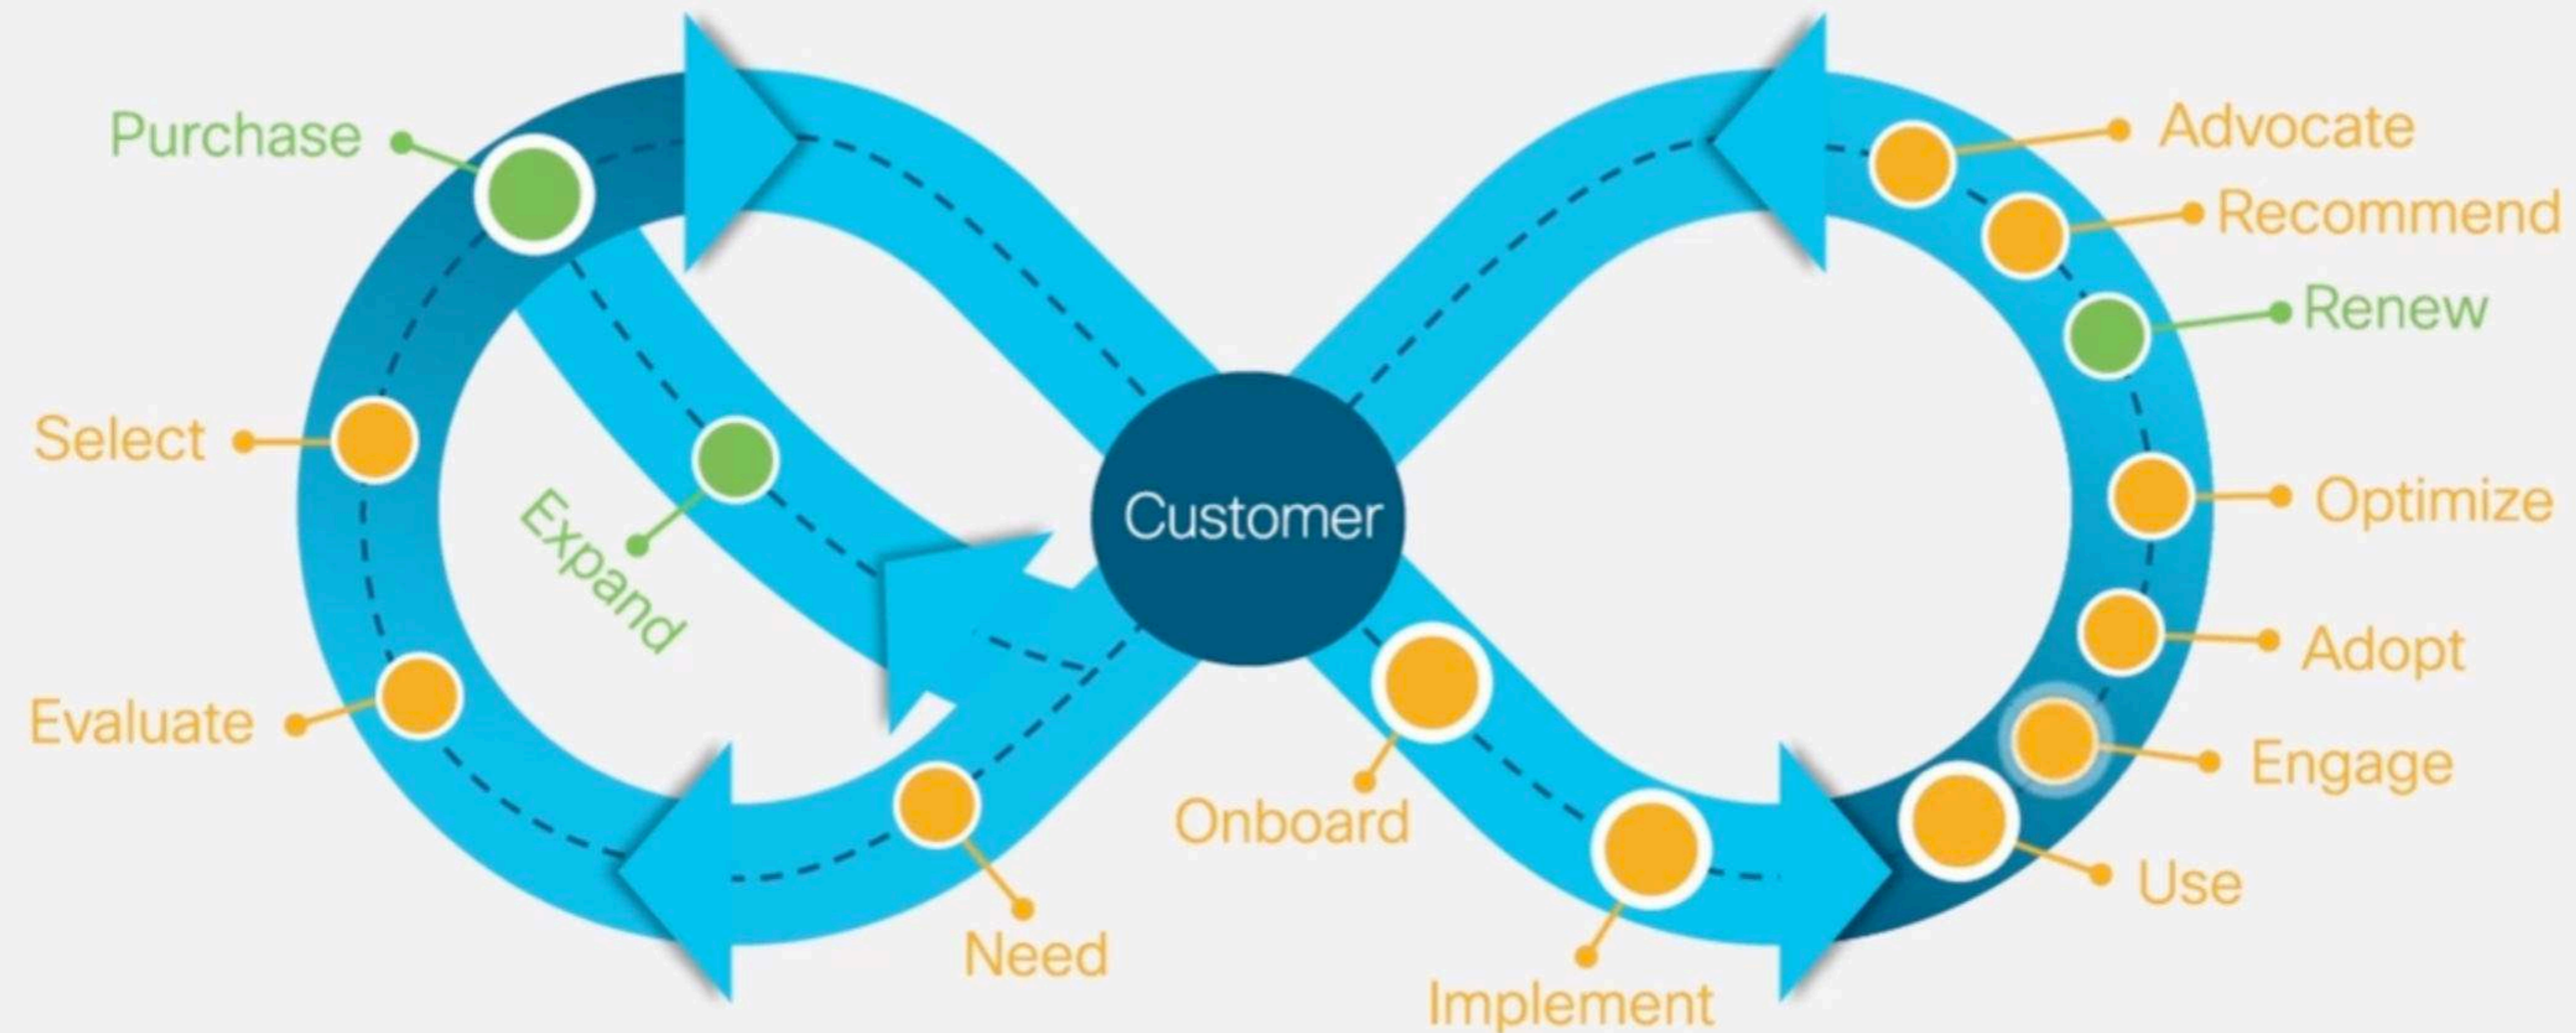 Purchase
Select
Evaluate
Expand
Need
Customer
Onboard
Implement
Use
Engage
Adopt
Optimize
Renew
Recommend
Advocate